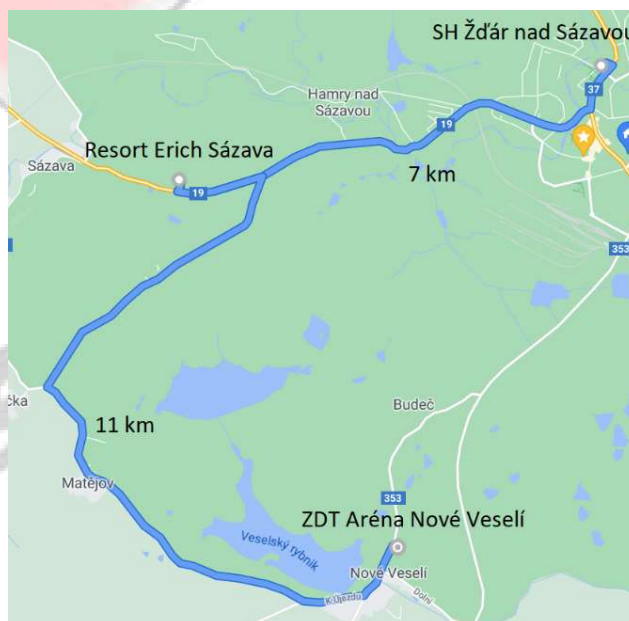 SH Žďár nad Sázavou
37
Hamry nad
Sázavou
19
Resort Erich Sázava
Sázava
19
7 km
353
čka
11 km
Budeč
Matějov
353
ZDT Aréna Nové Veselí
Veselský rybník
Nové Veselí
K Újezdu
Dolní